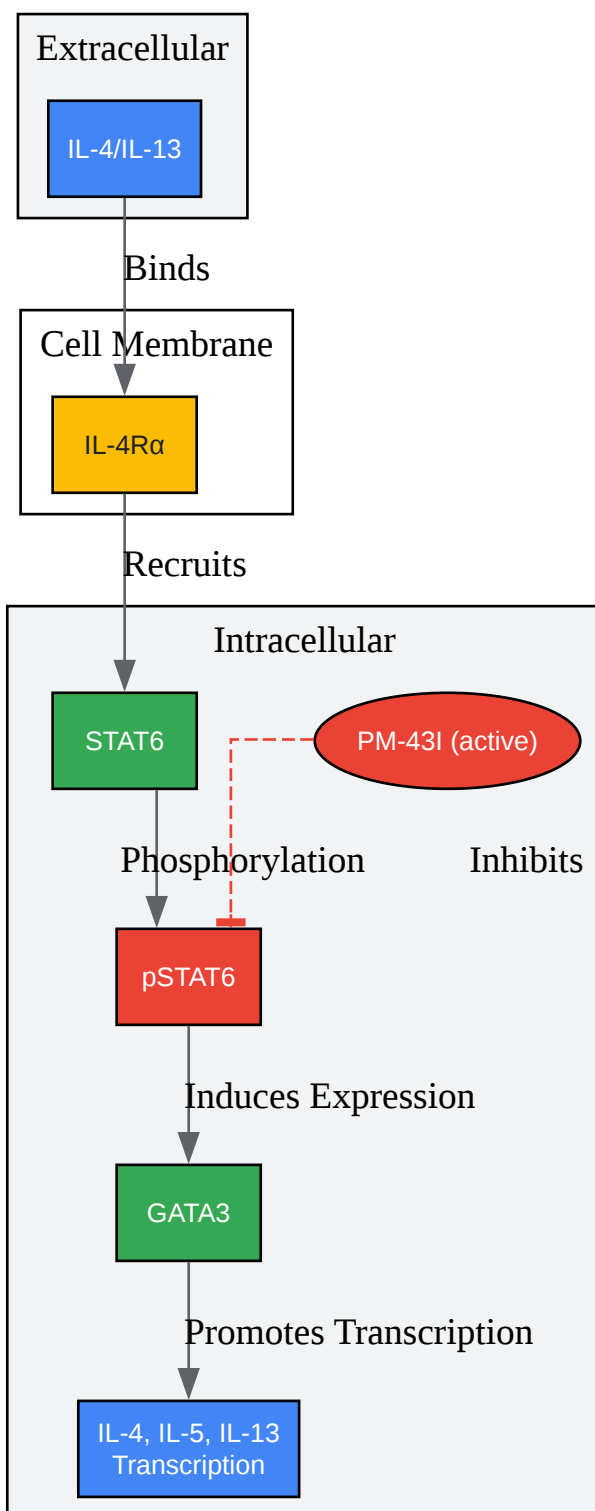 Extracellular
IL-4/IL-13
Binds
Cell Membrane
IL-4Rα
Recruits
Intracellular
STAT6
PM-43I (active)
Phosphorylation
Inhibits
pSTAT6
Induces Expression
GATA3
Promotes Transcription
IL-4, IL-5, IL-13
Transcription